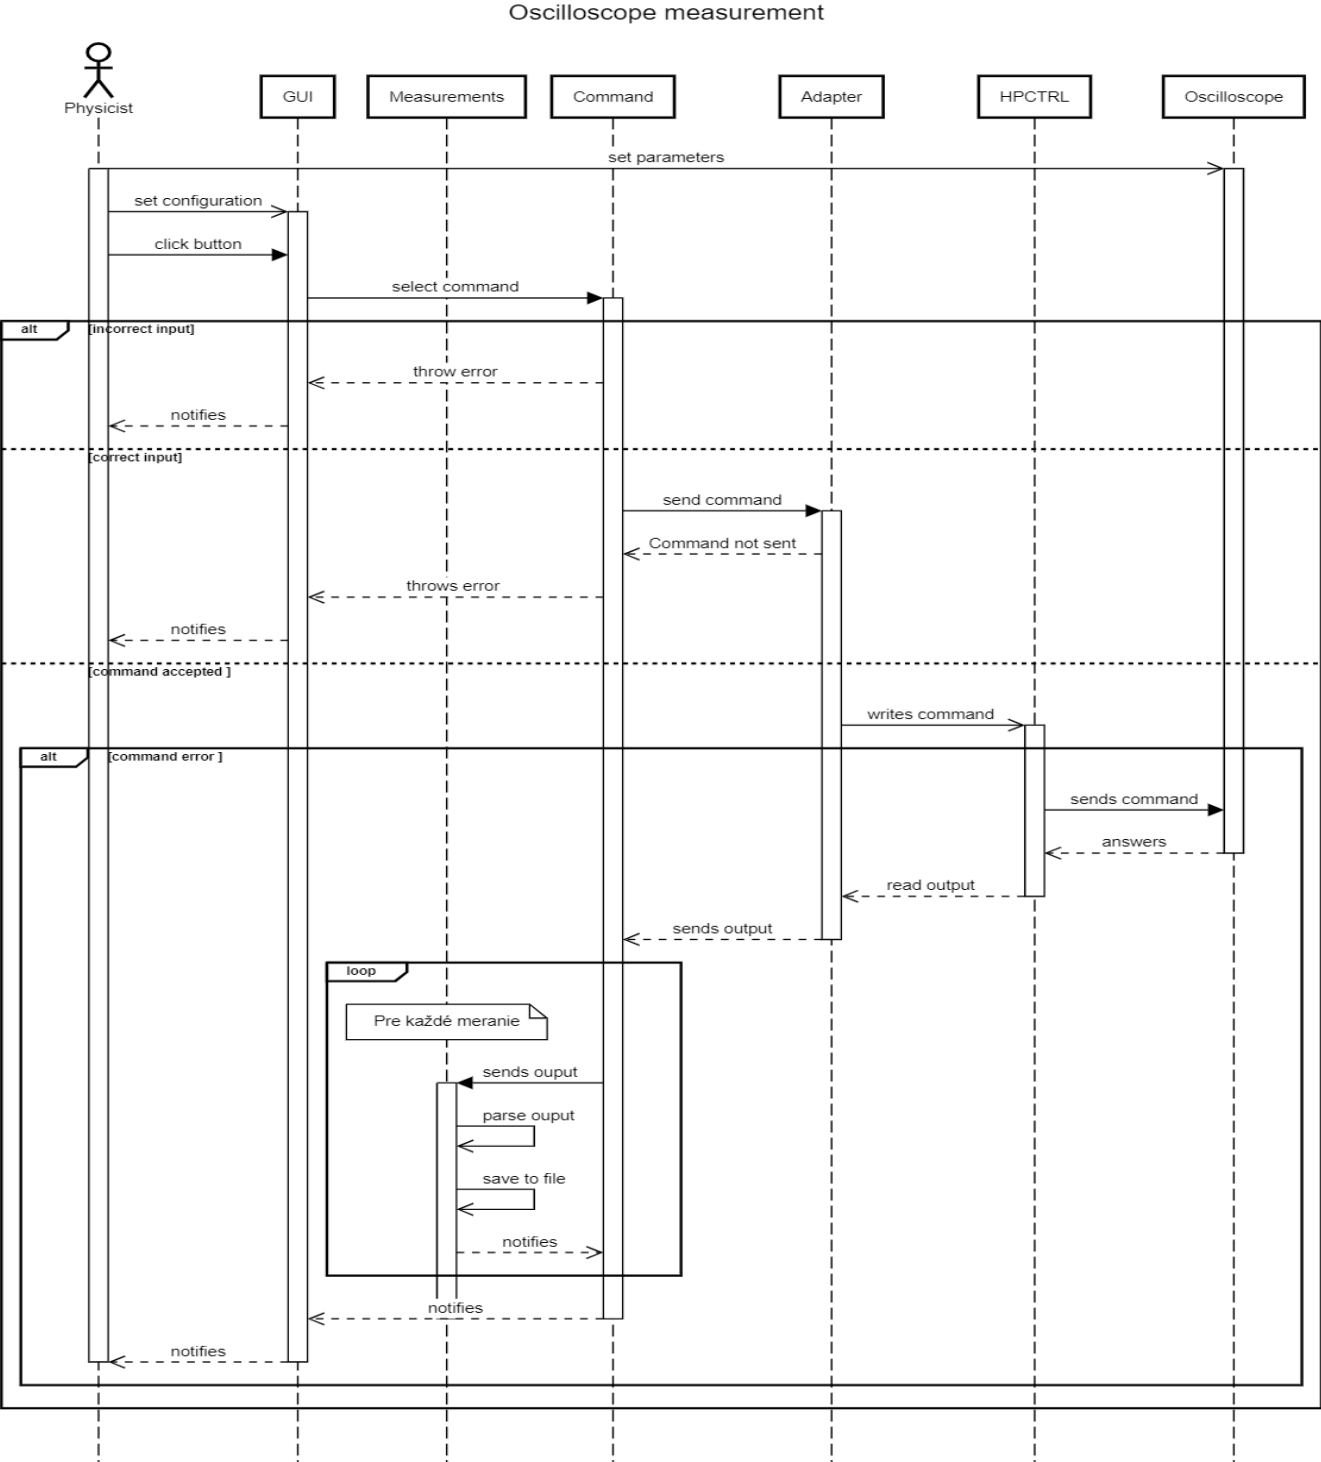 Oscilloscope measurement
Physicist
GUI
Measurements
Command
Adapter
HPCTRL
Oscilloscope
set parameters
set configuration
click button
select command
alt
[incorrect input]
throw error
notifies
[correct input]
send command
Command not sent
throws error
notifies
[command accepted ]
writes command
alt
[command error ]
sends command
answers
read output
sends output
loop
Pre každé meranie
sends ouput
parse ouput
save to file
notifies
notifies
notifies